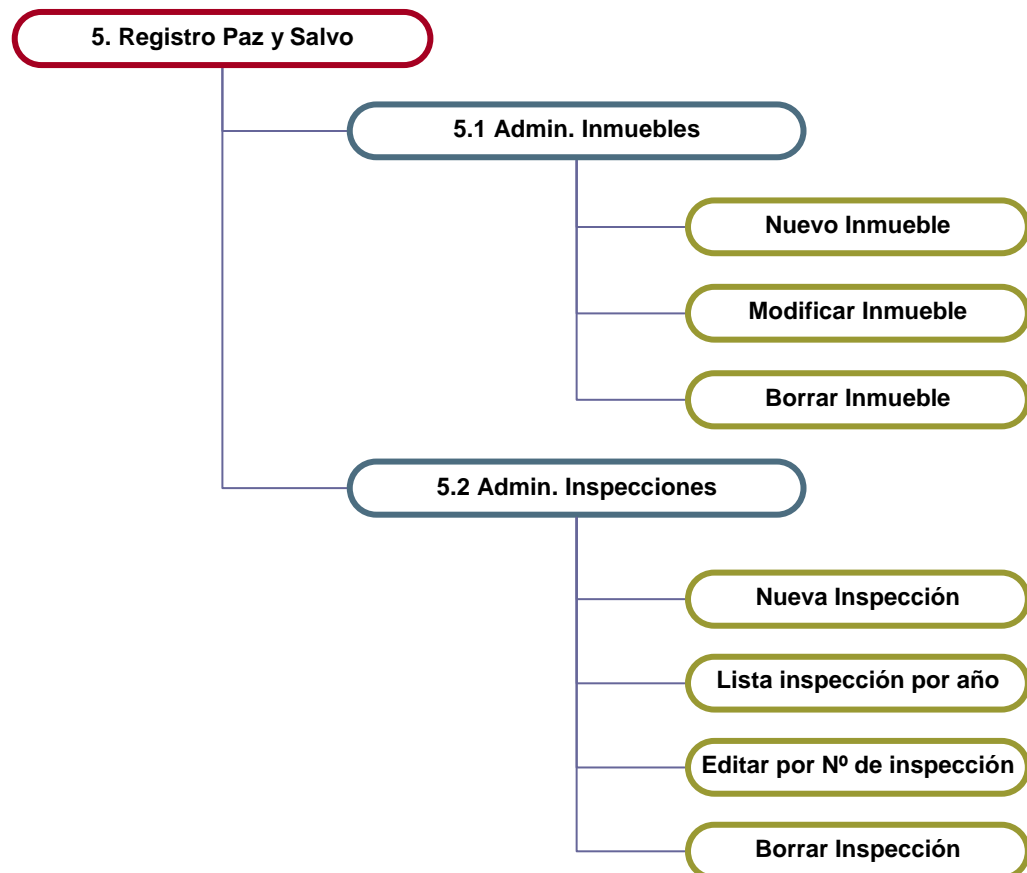 5. Registro Paz y Salvo
5.1 Admin. Inmuebles
Nuevo Inmueble
Modificar Inmueble
Borrar Inmueble
5.2 Admin. Inspecciones
Nueva Inspección
Lista inspección por año
Editar por Nº de inspección
Borrar Inspección